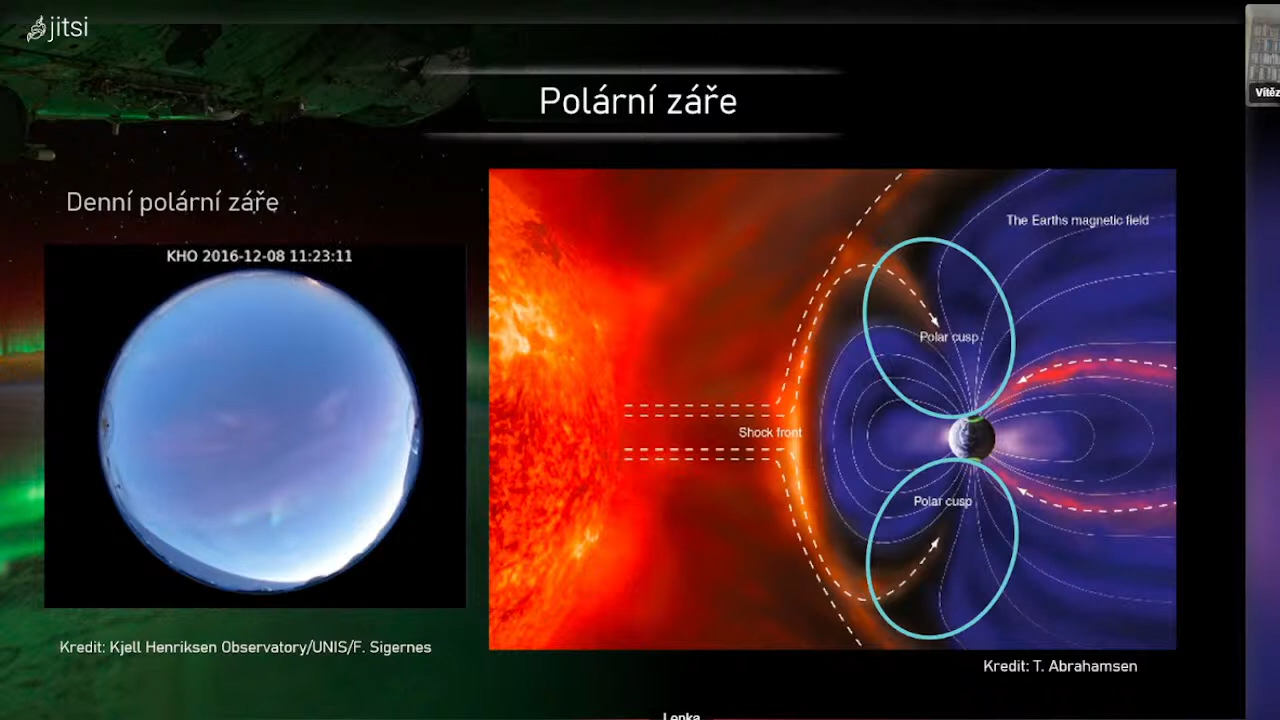 jitsi
Polární záře
Denní polární záře
KHO 2016-12-08 11:23:11
The Earths magnetic field
Polar cusp
Shock front
Polar cusp
Kredit: Kjell Henriksen Observatory/UNIS/F. Sigernes
Kredit: T. Abrahamsen
Vítěz
Lenka